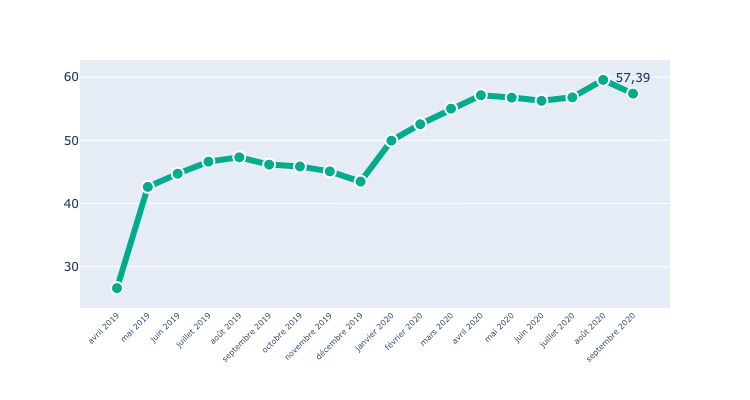 60
50
40
30
57,39
avril 2019
mai 2019
juin 2019
juillet 2019
août 2019
septembre 2019
octobre 2019
novembre 2019
décembre 2019
janvier 2020
février 2020
mars 2020
avril 2020
mai 2020
juin 2020
juillet 2020
août 2020
septembre 2020